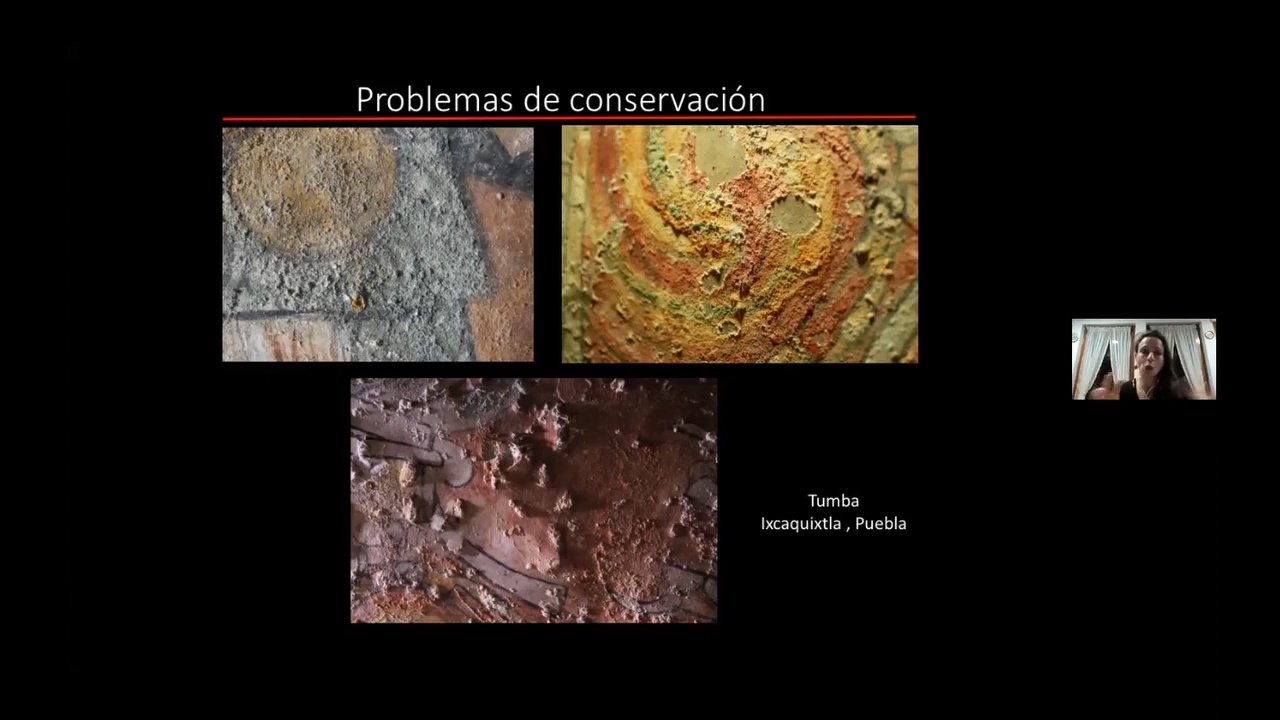 Problemas de conservación
Tumba
Ixcaquixtla , Puebla